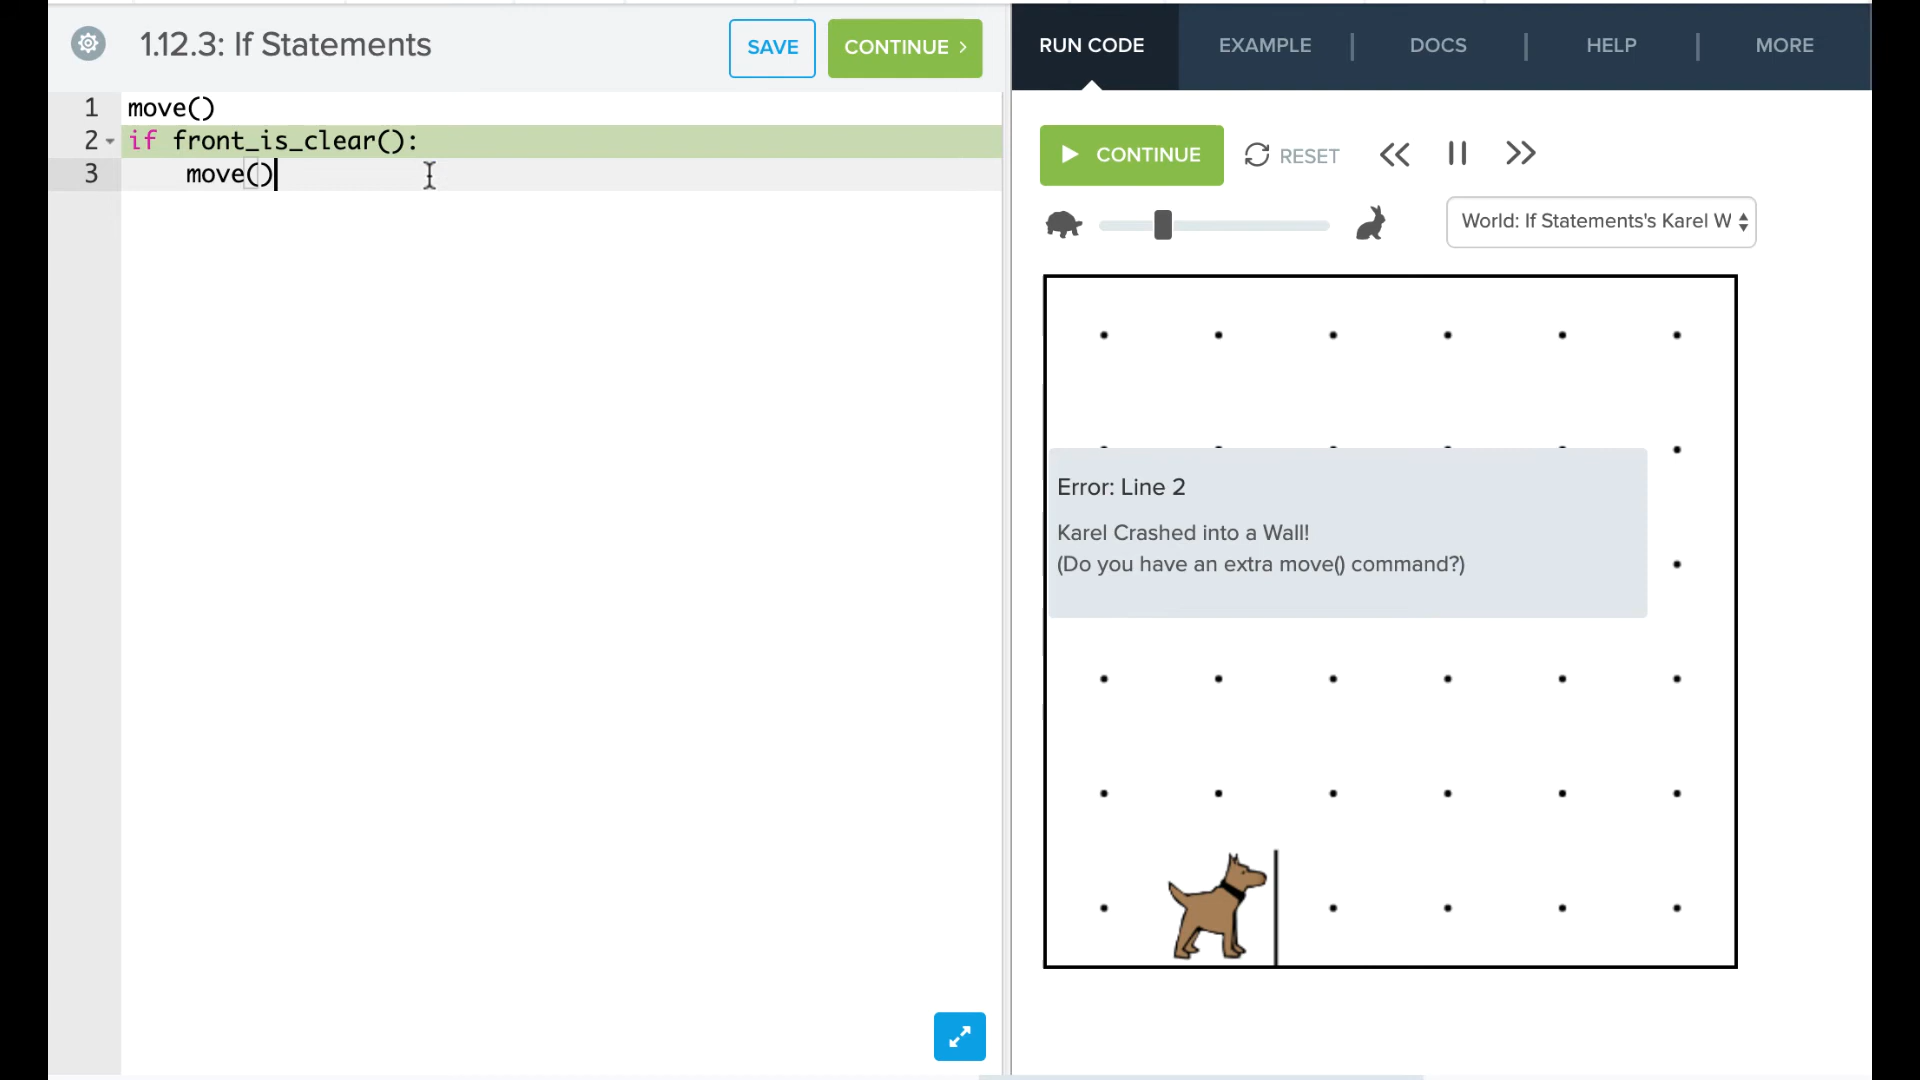 1.12.3: If Statements
SAVE
CONTINUE >
RUN CODE
EXAMPLE
DOCS
HELP
MORE
1 move()
2 if front_is_clear():
3     move()
CONTINUE
RESET
World: If Statements's Karel W
Error: Line 2
Karel Crashed into a Wall!
(Do you have an extra move() command?)